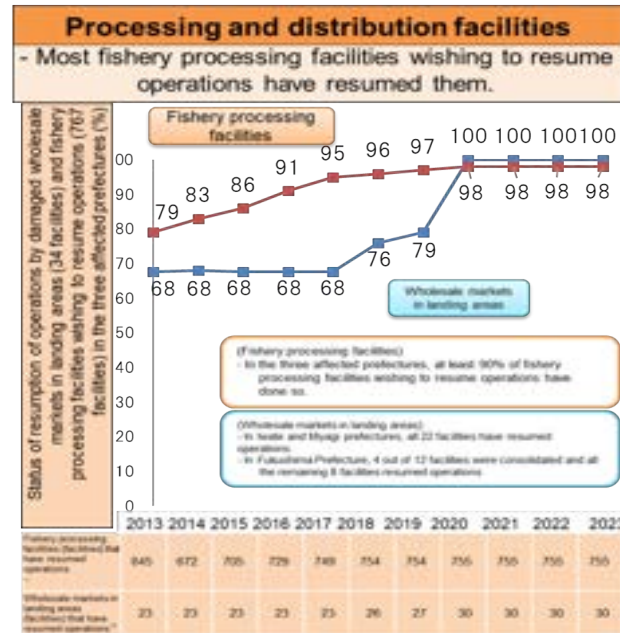 Processing and distribution facilities
- Most fishery processing facilities wishing to resume
operations have resumed them.
Status of resumption of operations by damaged wholesale
markets in landing areas (34 facilities) and fishery
processing facilities wishing to resume operations (767
facilities) in the three affected prefectures (%)
Fishery processing
facilities
00
90
80
70
60
50
40
30
20
10
0
79 83 86 91 95 96 97 100 100 100 100
98 98 98 98
68 68 68 68 68 76 79
Wholesale markets
in landing areas
(Fishery processing facilities)
- In the three affected prefectures, at least 90% of fishery
processing facilities wishing to resume operations have
done so.
(Wholesale markets in landing areas)
- In Iwate and Miyagi prefectures, all 22 facilities have resumed
operations.
- In Fukushima Prefecture, 4 out of 12 facilities were consolidated and all
the remaining 8 facilities resumed operations
2013 2014 2015 2016 2017 2018 2019 2020 2021 2022 2023
Fishery processing
facilities (facilities) that
have resumed
operations
645 672 705 729 749 754 754 755 755 755 755
Wholesale markets in
landing areas
(facilities) that have
resumed operations
23 23 23 23 23 26 27 30 30 30 30